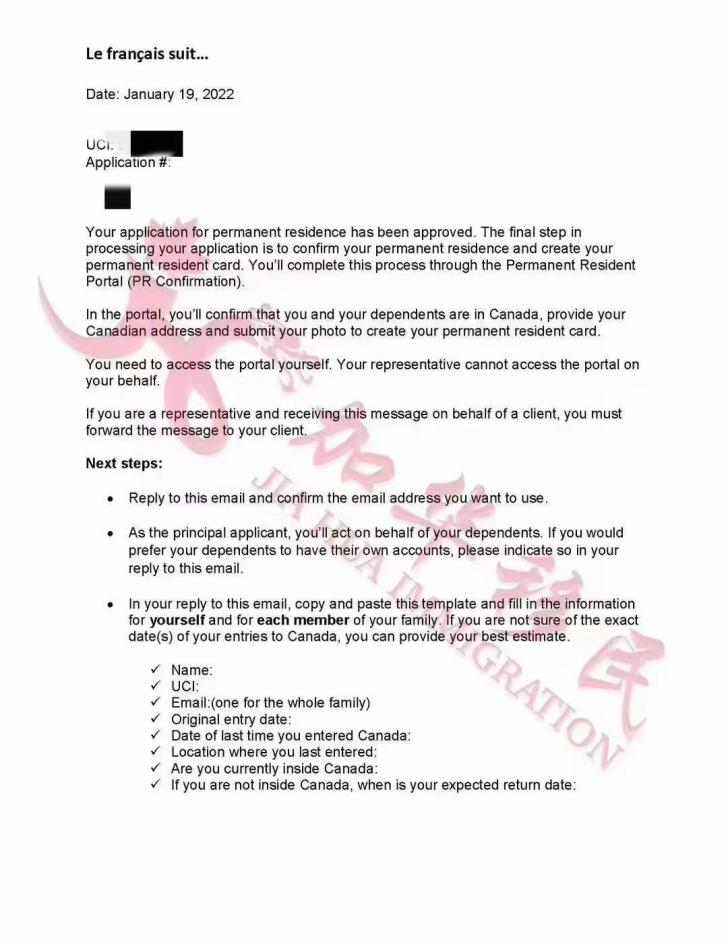 Le français suit...
Date: January 19, 2022
UCI:
Application #:
Your application for permanent residence has been approved. The final step in
processing your application is to confirm your permanent residence and create your
permanent resident card. You’ll complete this process through the Permanent Resident
Portal (PR Confirmation).
In the portal, you’ll confirm that you and your dependents are in Canada, provide your
Canadian address and submit your photo to create your permanent resident card.
You need to access the portal yourself. Your representative cannot access the portal on
your behalf.
If you are a representative and receiving this message on behalf of a client, you must
forward the message to your client.
Next steps:
• Reply to this email and confirm the email address you want to use.
• As the principal applicant, you’ll act on behalf of your dependents. If you would
prefer your dependents to have their own accounts, please indicate so in your
reply to this email.
• In your reply to this email, copy and paste this template and fill in the information
for yourself and for each member of your family. If you are not sure of the exact
date(s) of your entries to Canada, you can provide your best estimate.
✓ Name:
✓ UCI:
✓ Email:(one for the whole family)
✓ Original entry date:
✓ Date of last time you entered Canada:
✓ Location where you last entered:
✓ Are you currently inside Canada:
✓ If you are not inside Canada, when is your expected return date:
加华移民
JIA HUA IMMIGRATION